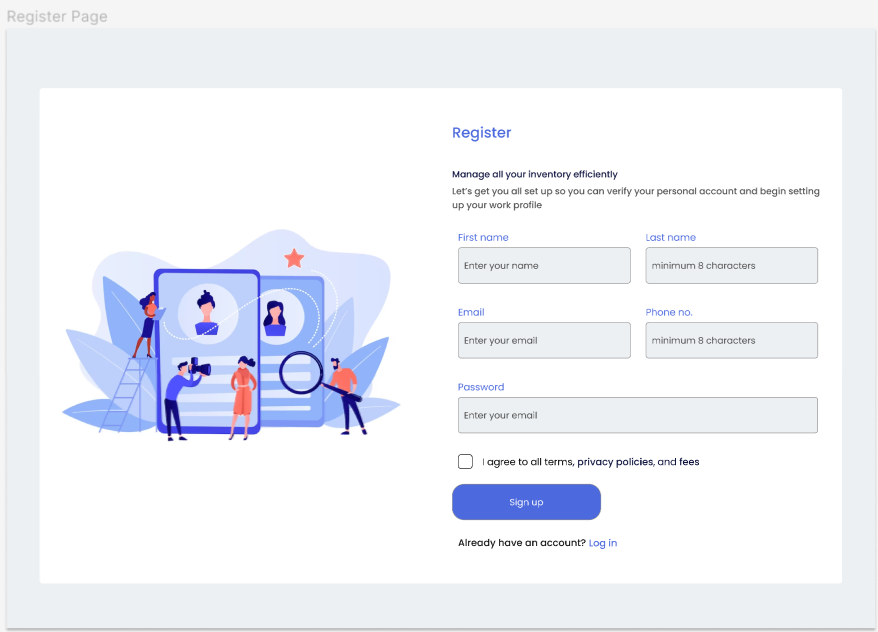 Register Page
Register
Manage all your inventory efficiently
Let's get you all set up so you can verify your personal account and begin setting
up your work profile
First name
Last name
Enter your name
minimum 8 characters
Email
Phone no.
Enter your email
minimum 8 characters
Password
Enter your email
I agree to all terms, privacy policies, and fees
Sign up
Already have an account? Log in